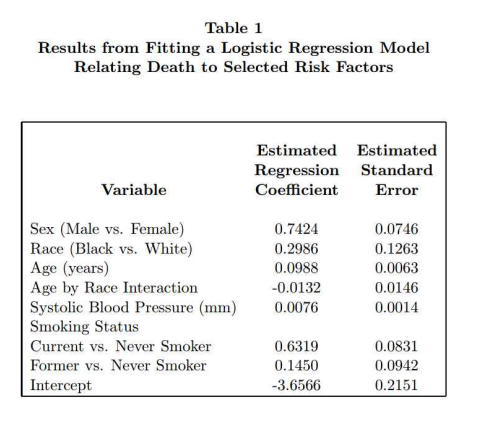 Table 1
Results from Fitting a Logistic Regression Model
Relating Death to Selected Risk Factors
Estimated Estimated
Regression Standard
Variable Coefficient Error
Sex (Male vs. Female) 0.7424 0.0746
Race (Black vs. White) 0.2986 0.1263
Age (years) 0.0988 0.0063
Age by Race Interaction -0.0132 0.0146
Systolic Blood Pressure (mm) 0.0076 0.0014
Smoking Status
Current vs. Never Smoker 0.6319 0.0831
Former vs. Never Smoker 0.1450 0.0942
Intercept -3.6566 0.2151